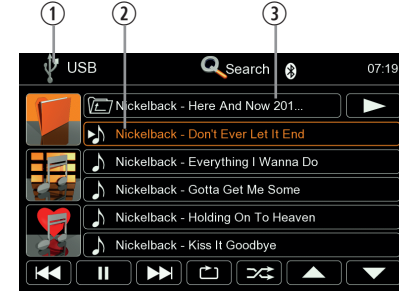 1 2 3
USB Search 07:19
Nickelback - Here And Now 201...
Nickelback - Don't Ever Let It End
Nickelback - Everything I Wanna Do
Nickelback - Gotta Get Me Some
Nickelback - Holding On To Heaven
Nickelback - Kiss It Goodbye